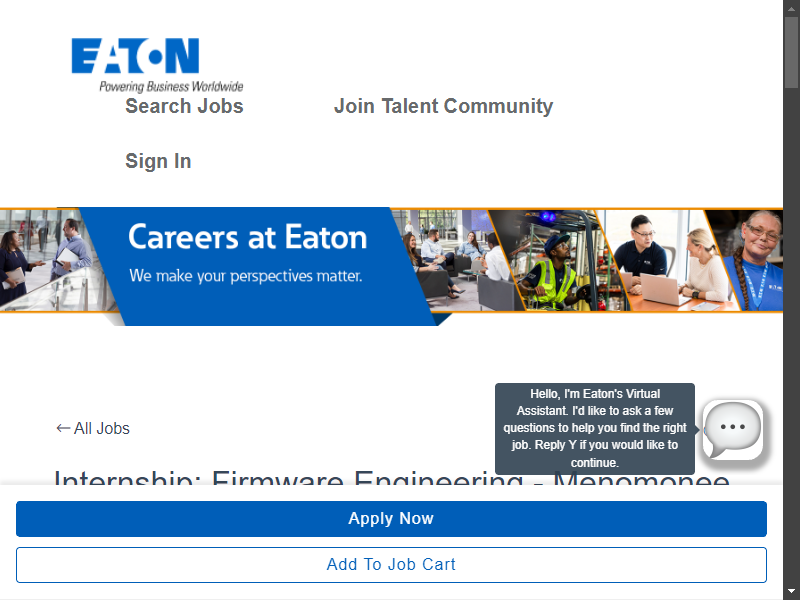 EATON
Powering Business Worldwide
Search Jobs
Join Talent Community
Sign In
Careers at Eaton
We make your perspectives matter.
Hello, I'm Eaton's Virtual
Assistant. I'd like to ask a few
questions to help you find the right
job. Reply Y if you would like to
continue.
← All Jobs
Internship: Firmware Engineering - Menomonee
Apply Now
Add To Job Cart